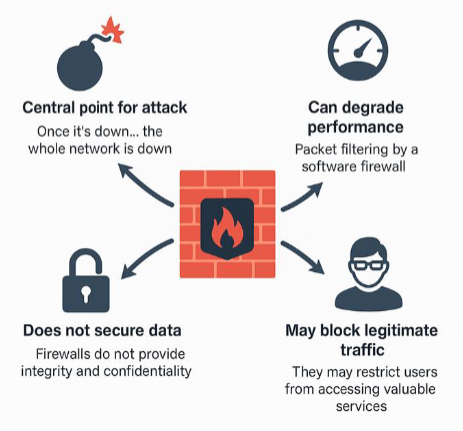 Central point for attack
Once it's down... the
whole network is down
Can degrade
performance
Packet filtering by a
software firewall
Does not secure data
Firewalls do not provide
integrity and confidentiality
May block legitimate
traffic
They may restrict users
from accessing valuable
services